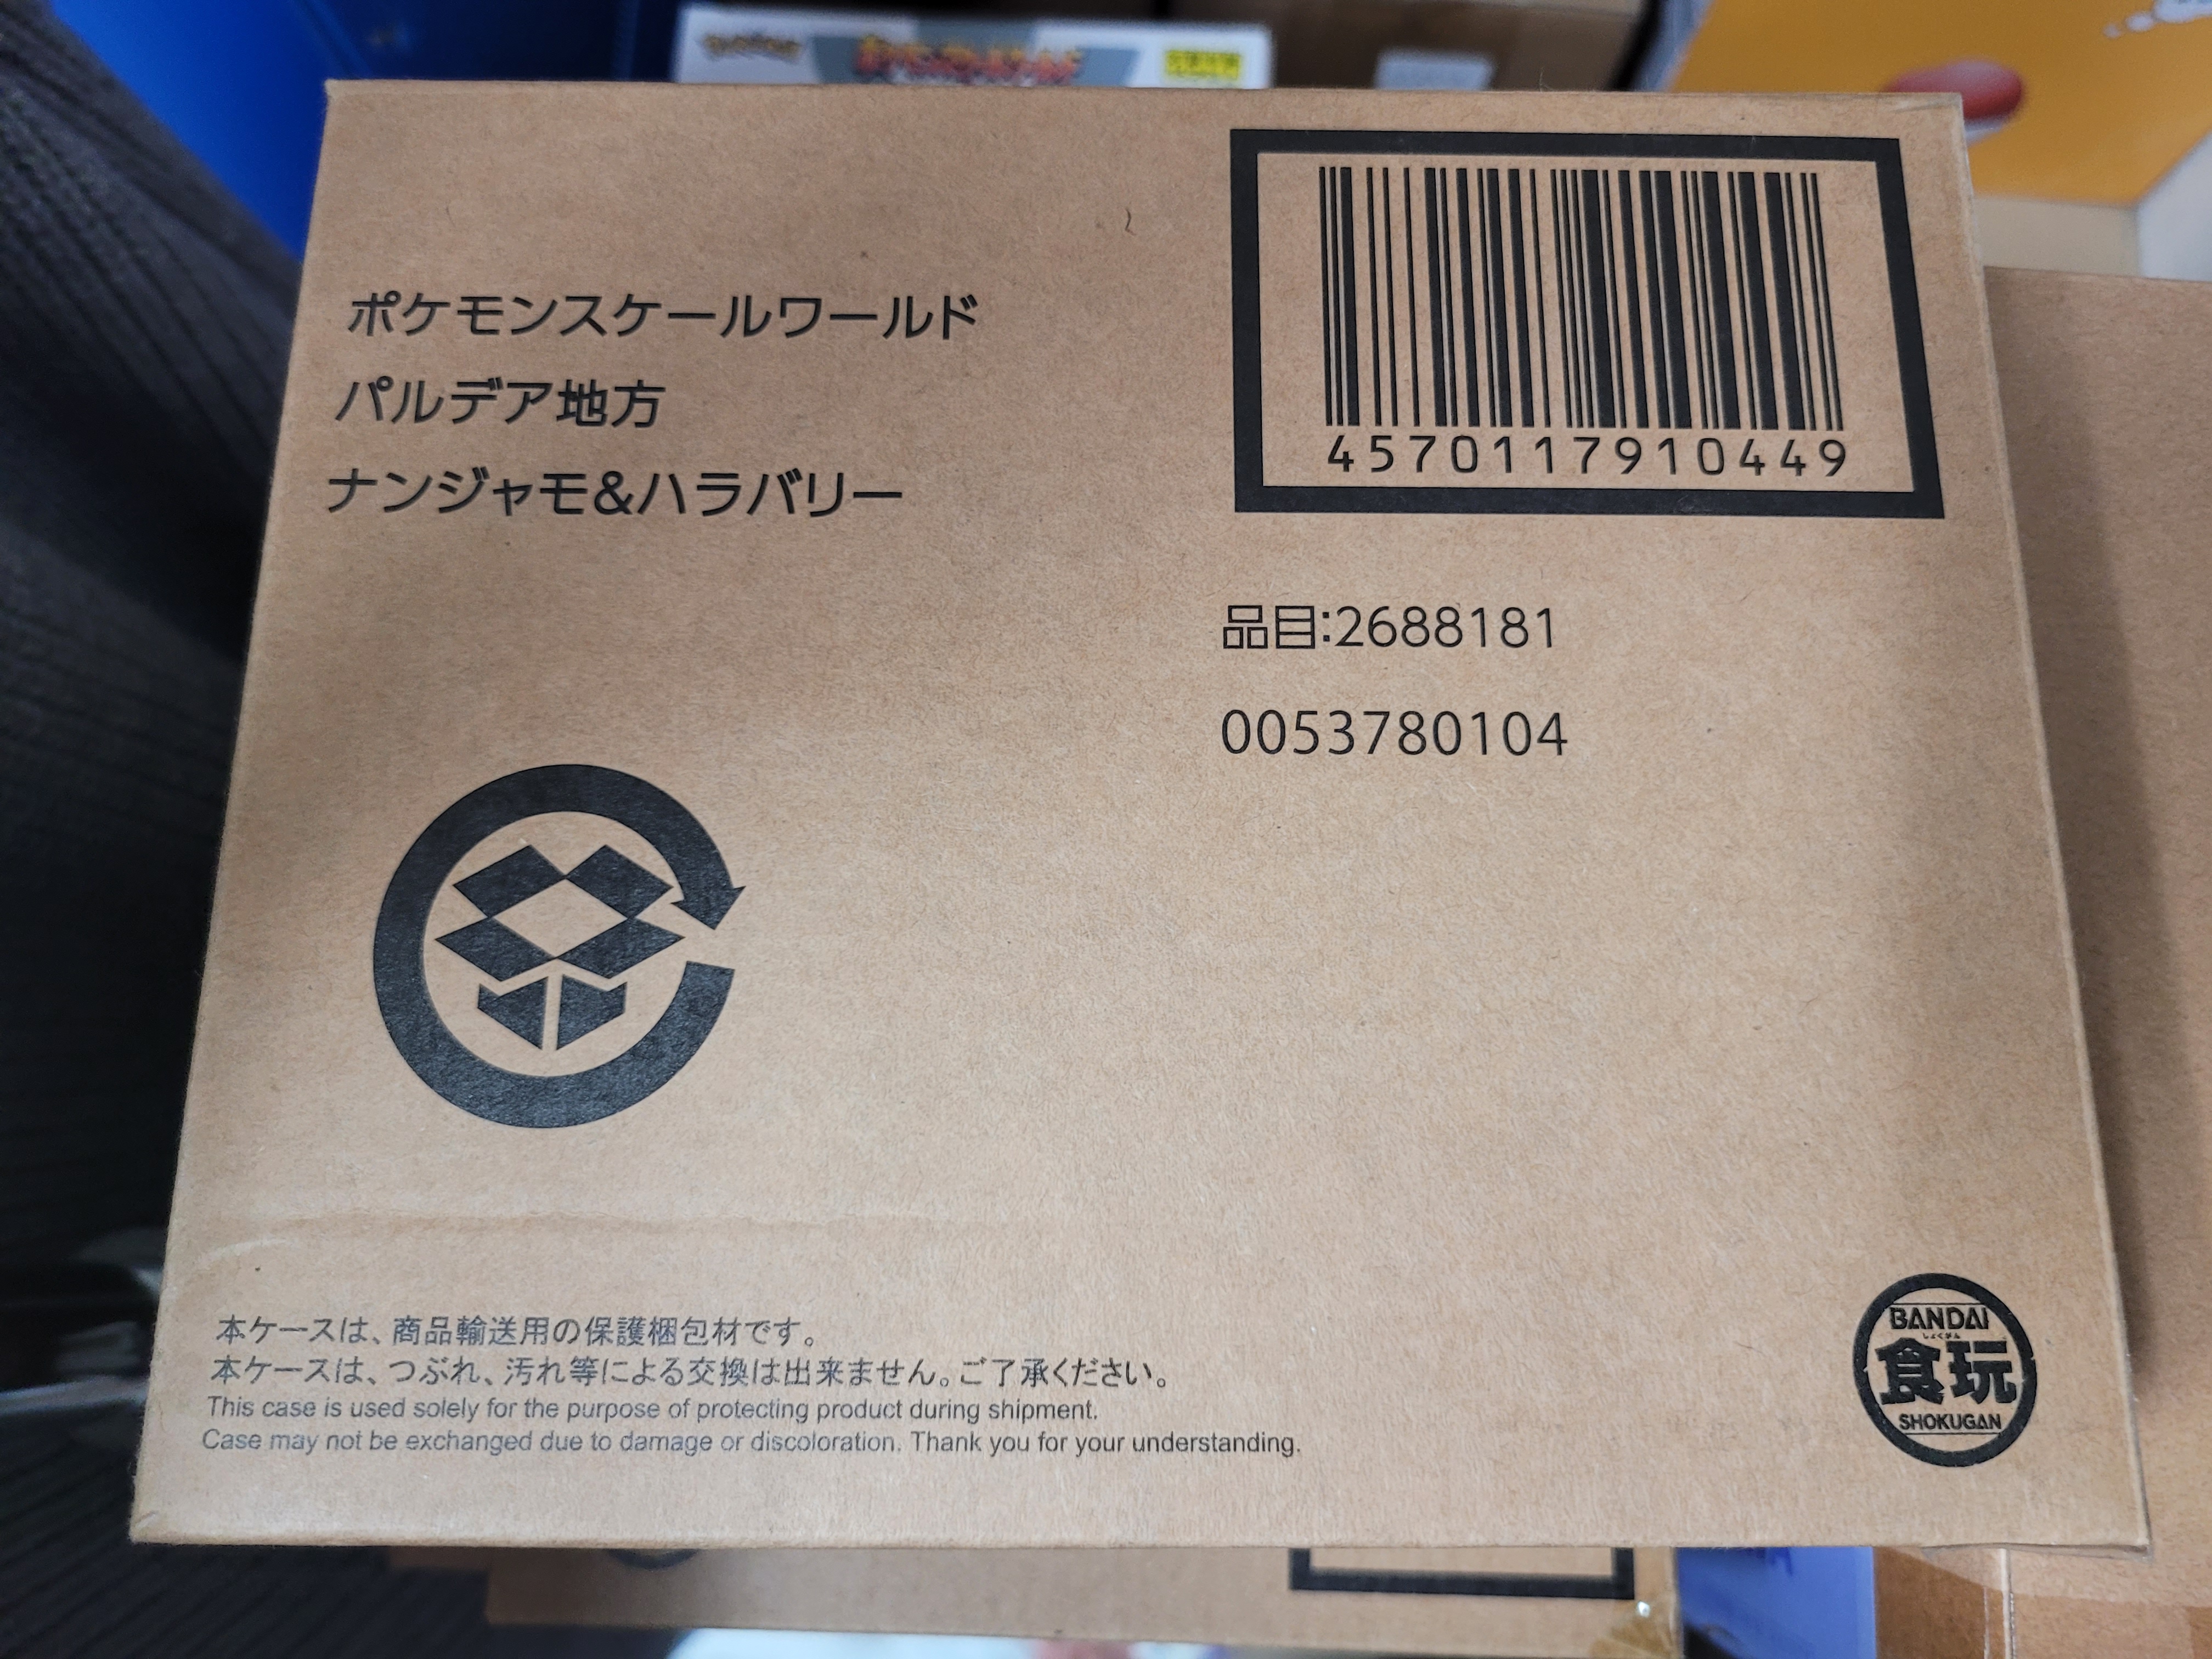 ポケモンスケールワールド
パルデア地方
ナンジャモ&ハラバリー
4570117910449
品目:2688181
0053780104
本ケースは、商品輸送用の保護梱包材です。
本ケースは、つぶれ、汚れ等による交換は出来ません。ご了承ください。
This case is used solely for the purpose of protecting product during shipment.
Case may not be exchanged due to damage or discoloration. Thank you for your understanding.
BANDAI
しょくがん
食玩
SHOKUGAN